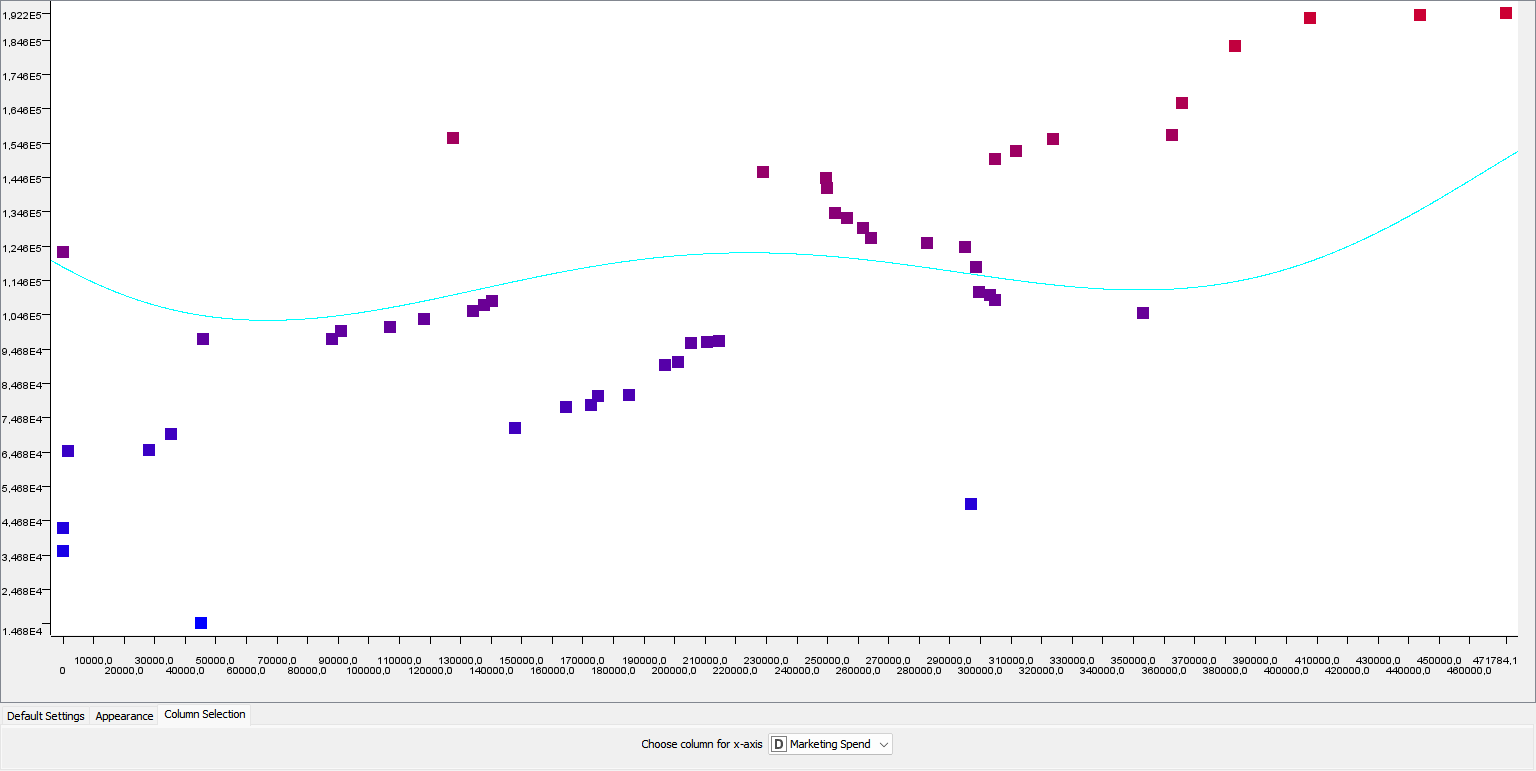 1,922E5
1,846E5
1,746E5
1,646E5
1,546E5
1,446E5
1,346E5
1,246E5
1,146E5
1,046E5
9,468E4
8,468E4
7,468E4
6,468E4
5,468E4
4,468E4
3,468E4
2,468E4
1,468E4
10000,0 30000,0 50000,0 70000,0 90000,0 110000,0 130000,0 150000,0 170000,0 190000,0 210000,0 230000,0 250000,0 270000,0 290000,0 310000,0 330000,0 350000,0 370000,0 390000,0 410000,0 430000,0 450000,0 471784,1
0 20000,0 40000,0 60000,0 80000,0 100000,0 120000,0 140000,0 160000,0 180000,0 200000,0 220000,0 240000,0 260000,0 280000,0 300000,0 320000,0 340000,0 360000,0 380000,0 400000,0 420000,0 440000,0 460000,0
Default Settings Appearance Column Selection
Choose column for x-axis D Marketing Spend